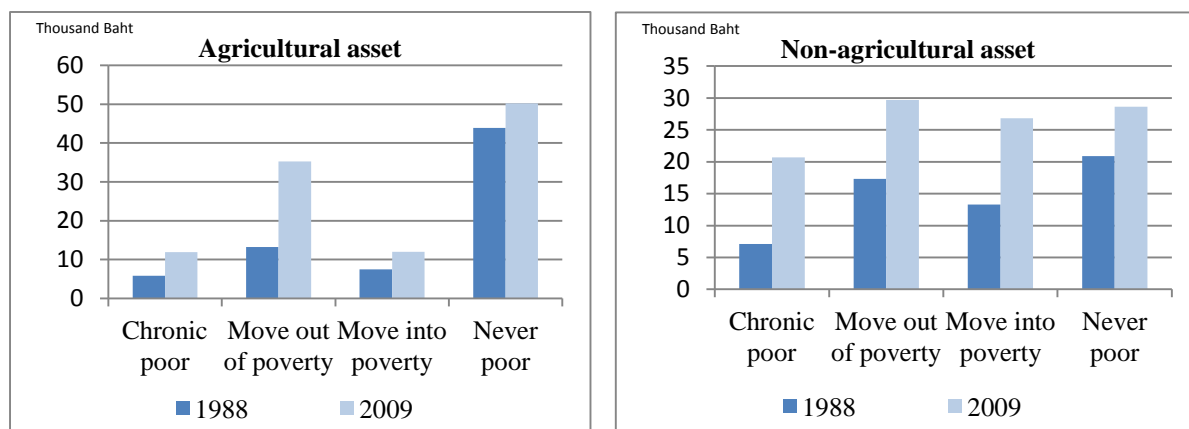 Thousand Baht
Agricultural asset
60
50
40
30
20
10
0
Chronic poor
Move out of poverty
Move into poverty
Never poor
1988
2009
Thousand Baht
Non-agricultural asset
35
30
25
20
15
10
5
0
Chronic poor
Move out of poverty
Move into poverty
Never poor
1988
2009